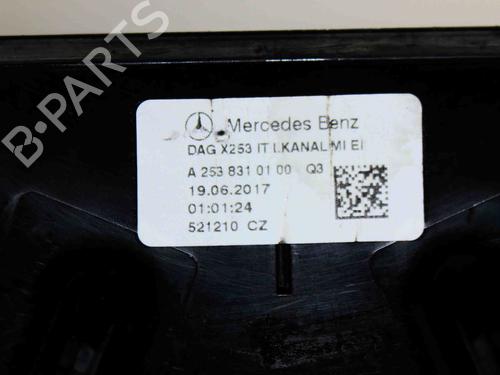 B-PARTS
Mercedes Benz
DAG X253 IT I.KANAL MI EI
A 253 831 01 00 Q3
19.06.2017
01:01:24
521210 CZ